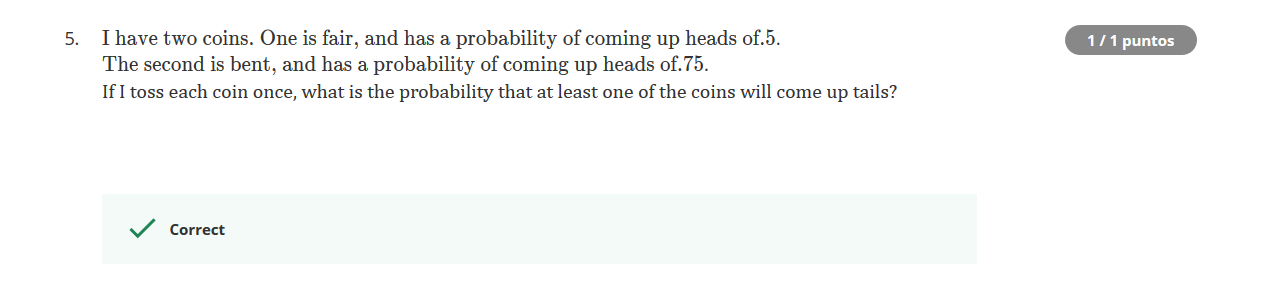 5. I have two coins. One is fair, and has a probability of coming up heads of.5.
1 / 1 puntos
The second is bent, and has a probability of coming up heads of.75.
If I toss each coin once, what is the probability that at least one of the coins will come up tails?
Correct